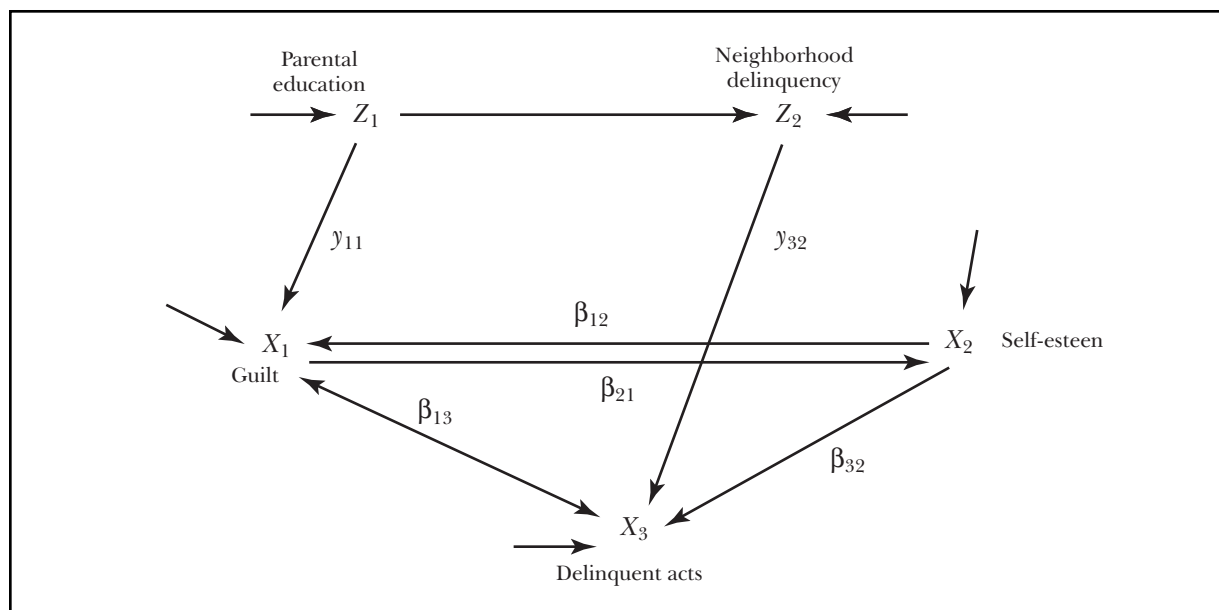 Parental
education
Neighborhood
delinquency
Z1
Z2
y11
y32
β12
X1
X2
Self-esteen
Guilt
β21
β13
β32
X3
Delinquent acts